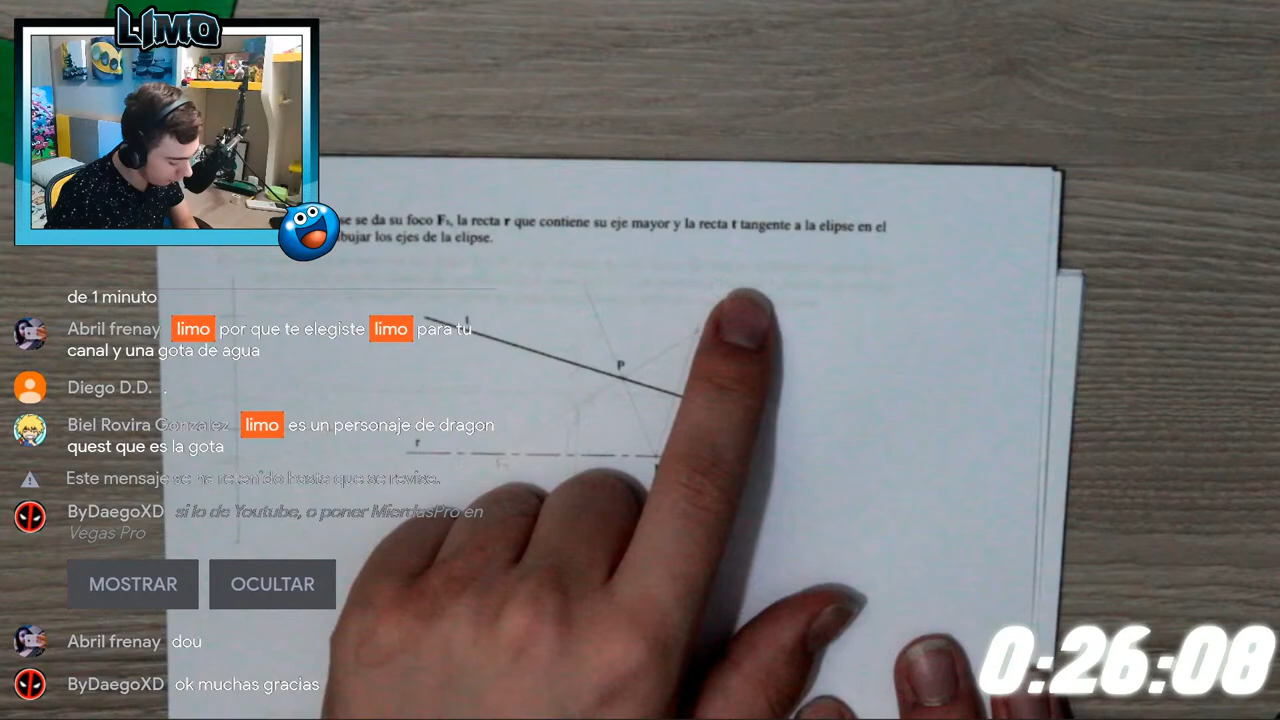 LIMO
se se da su foco F₁, la recta r que contiene su eje mayor y la recta t tangente a la elipse en el
bujar los ejes de la elipse.
de 1 minuto
Abril frenay limo por que te elegiste limo para tu
canal y una gota de agua
Diego D.D. .
Biel Rovira Gonzalez limo es un personaje de dragon
quest que es la gota
Este mensaje se ha retenido hasta que se revise.
ByDaegoXD si lo de Youtube, o poner MierdasPro en
Vegas Pro
MOSTRAR OCULTAR
Abril frenay dou
ByDaegoXD ok muchas gracias
P
r
0:26:08